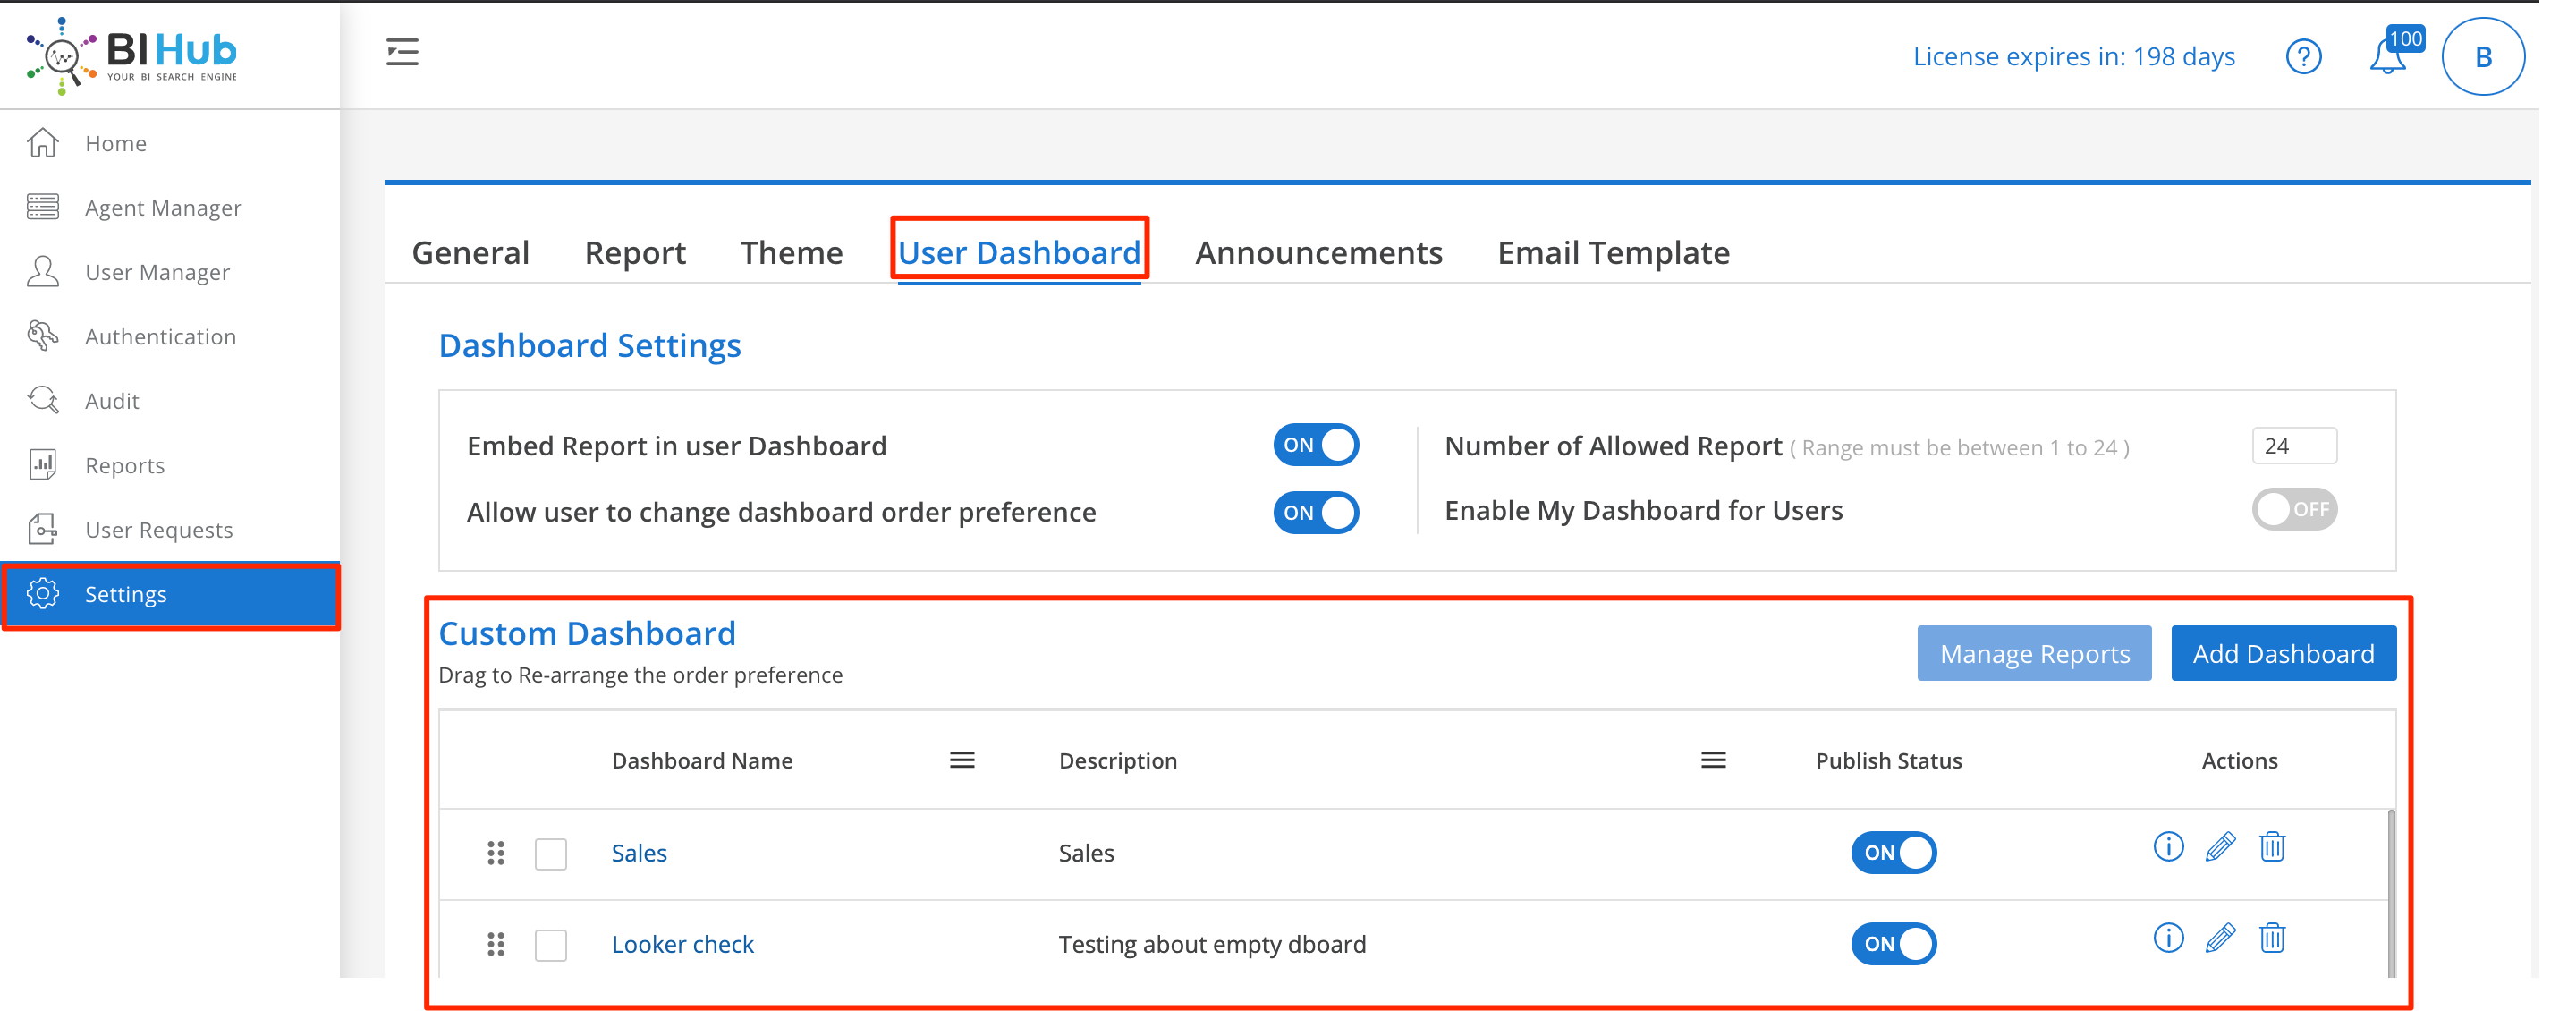 BI Hub
YOUR BI SEARCH ENGINE
License expires in: 198 days
?
100
B
Home
Agent Manager
User Manager
Authentication
Audit
Reports
User Requests
Settings
General Report Theme User Dashboard Announcements Email Template
Dashboard Settings
Embed Report in user Dashboard ON Number of Allowed Report ( Range must be between 1 to 24 ) 24
Allow user to change dashboard order preference ON Enable My Dashboard for Users OFF
Custom Dashboard
Drag to Re-arrange the order preference
Manage Reports Add Dashboard
Dashboard Name Description Publish Status Actions
Sales Sales ON
Looker check Testing about empty dboard ON